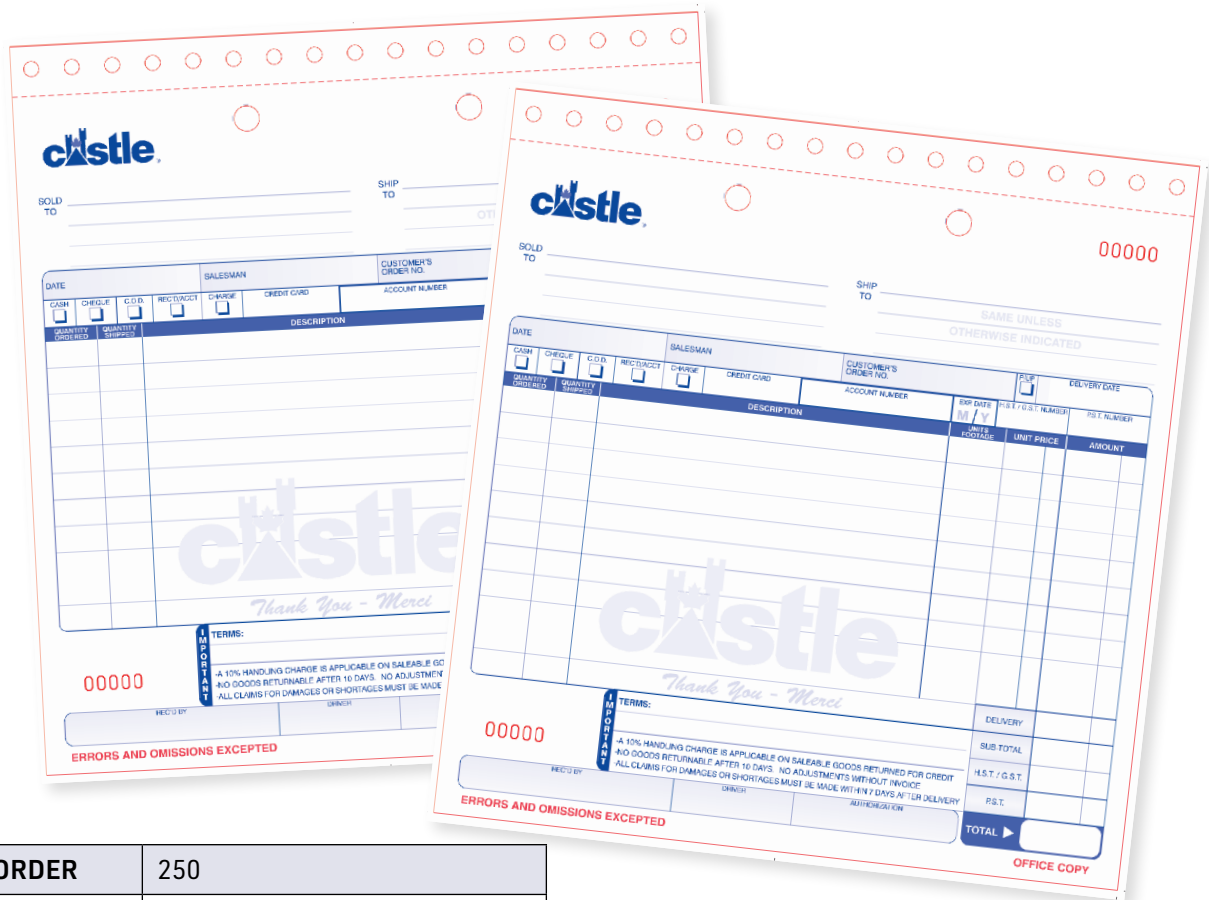 castle
SOLD
TO
SHIP
TO
DATE
SALESMAN
CUSTOMER'S
ORDER NO.
CASH
CHEQUE
C.O.D.
REC'D/ACCT
CHARGE
CREDIT CARD
ACCOUNT NUMBER
QUANTITY
ORDERED
QUANTITY
SHIPPED
DESCRIPTION
castle
Thank You - Merci
IMPORTANT
TERMS:
-A 10% HANDLING CHARGE IS APPLICABLE ON SALEABLE
-NO GOODS RETURNABLE AFTER 10 DAYS. NO
-ALL CLAIMS FOR DAMAGES OR SHORTAGES MUST BE MADE
00000
REC'D BY
DRIVER
ERRORS AND OMISSIONS EXCEPTED
castle
00000
SOLD
TO
SHIP
TO
SAME UNLESS
OTHERWISE INDICATED
DATE
SALESMAN
CUSTOMER'S
ORDER NO.
DELIVERY DATE
CASH
CHEQUE
C.O.D.
REC'D/ACCT
CHARGE
CREDIT CARD
ACCOUNT NUMBER
EXP. DATE
M / Y
H.S.T. / G.S.T. NUMBER
P.S.T. NUMBER
QUANTITY
ORDERED
QUANTITY
SHIPPED
DESCRIPTION
UNITS
FOOTAGE
UNIT PRICE
AMOUNT
castle
Thank You - Merci
IMPORTANT
TERMS:
-A 10% HANDLING CHARGE IS APPLICABLE ON SALEABLE GOODS RETURNED FOR CREDIT
-NO GOODS RETURNABLE AFTER 10 DAYS. NO ADJUSTMENTS WITHOUT INVOICE
-ALL CLAIMS FOR DAMAGES OR SHORTAGES MUST BE MADE WITHIN 7 DAYS AFTER DELIVERY
00000
REC'D BY
DRIVER
AUTHORIZATION
DELIVERY
SUB-TOTAL
H.S.T. / G.S.T.
P.S.T.
TOTAL
ERRORS AND OMISSIONS EXCEPTED
OFFICE COPY
ORDER 250